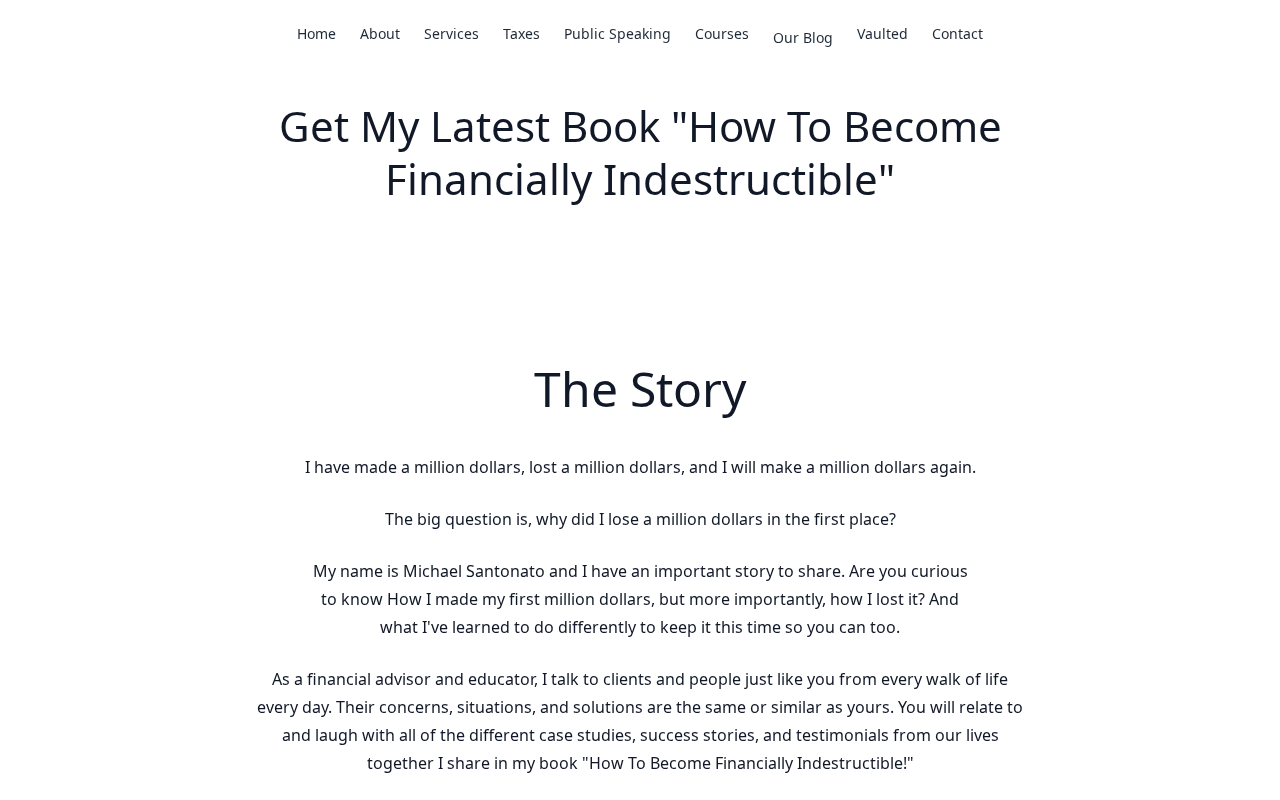 Home About Services Taxes Public Speaking Courses Our Blog Vaulted Contact
Get My Latest Book "How To Become
Financially Indestructible"
The Story
I have made a million dollars, lost a million dollars, and I will make a million dollars again.
The big question is, why did I lose a million dollars in the first place?
My name is Michael Santonato and I have an important story to share. Are you curious
to know How I made my first million dollars, but more importantly, how I lost it? And
what I've learned to do differently to keep it this time so you can too.
As a financial advisor and educator, I talk to clients and people just like you from every walk of life
every day. Their concerns, situations, and solutions are the same or similar as yours. You will relate to
and laugh with all of the different case studies, success stories, and testimonials from our lives
together I share in my book "How To Become Financially Indestructible!"